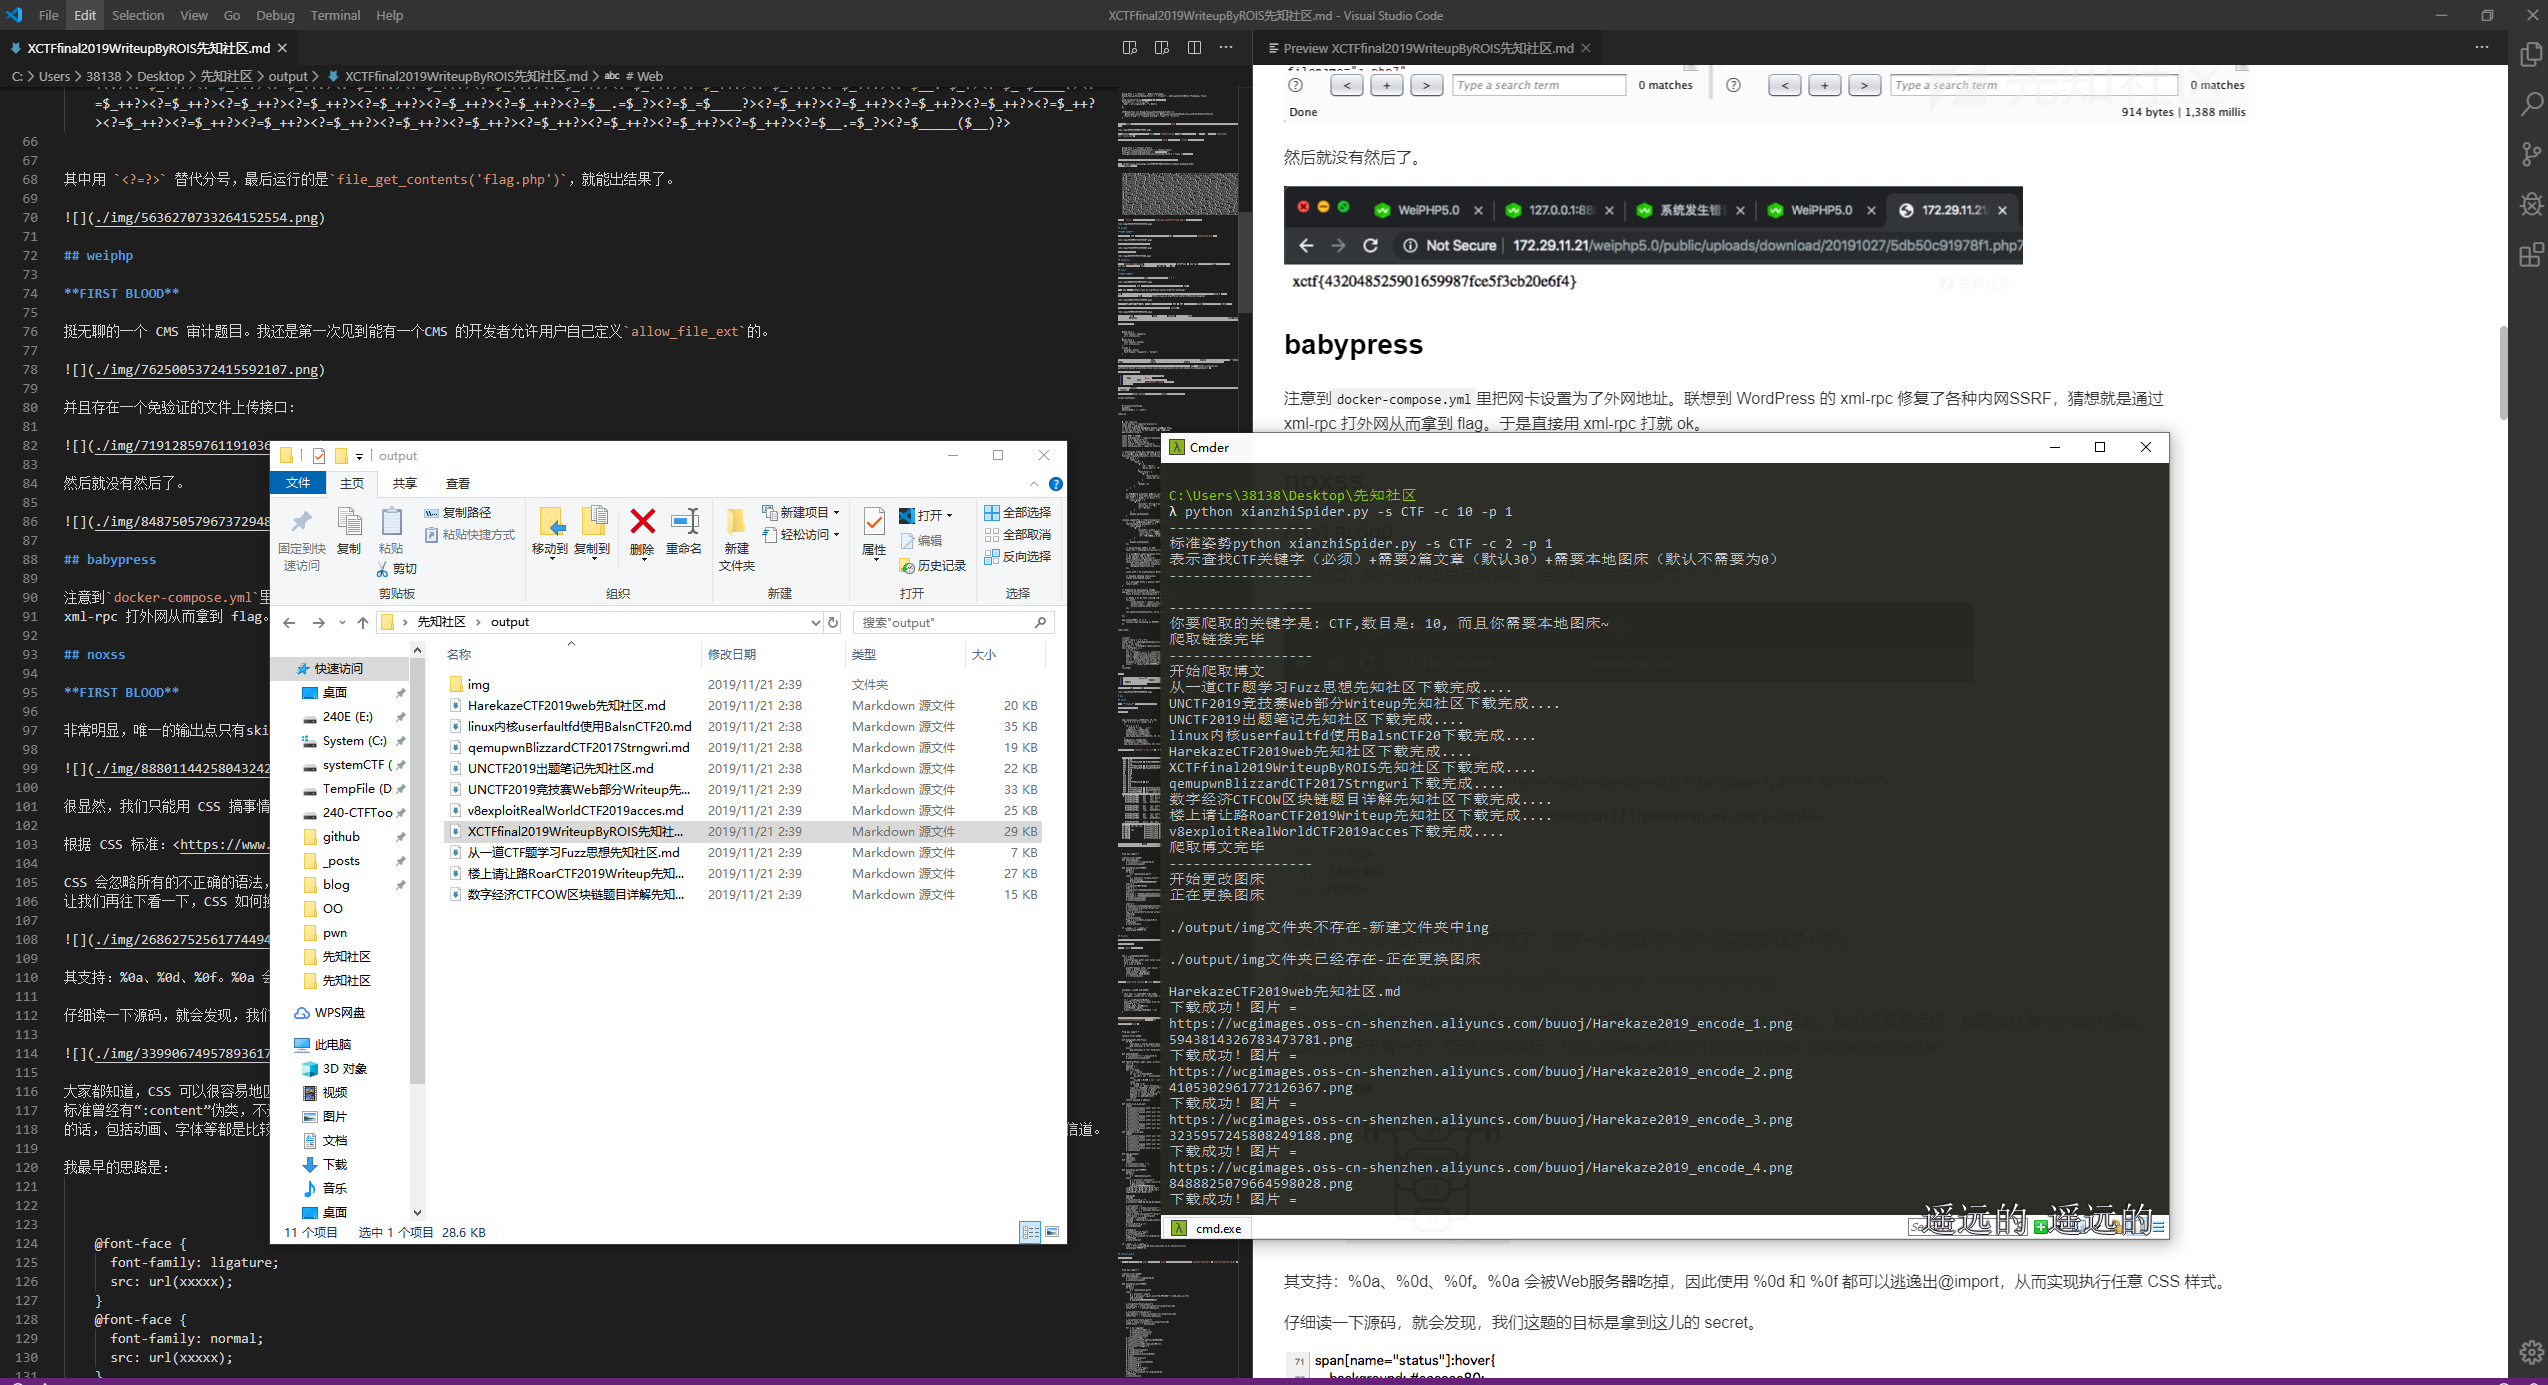 File Edit Selection View Go Debug Terminal Help
XCTFfinal2019WriteupByROIS先知社区.md - Visual Studio Code
XCTFfinal2019WriteupByROIS先知社区.md
C: > Users > 38138 > Desktop > 先知社区 > output > XCTFfinal2019WriteupByROIS先知社区.md > abc # Web
=$_++?><?=$_++?><?=$_++?><?=$_++?><?=$_++?><?=$_++?><?=$__.=$_?><?=$_=$____?><?=$_++?><?=$_++?><?=$_++?><?=$_++?><?=$_++?
><?=$_++?><?=$_++?><?=$_++?><?=$_++?><?=$_++?><?=$_++?><?=$_++?><?=$_++?><?=$_++?><?=$__.=$_?><?=$_____($__)?>
66
67
68 其中用 `<?=?>` 替代分号，最后运行的是`file_get_contents('flag.php')`，就能出结果了。
69
70 ![](./img/5636270733264152554.png)
71
72 ## weiphp
73
74 **FIRST BLOOD**
75
76 挺无聊的一个 CMS 审计题目。我还是第一次见到能有一个CMS 的开发者允许用户自己定义`allow_file_ext`的。
77
78 ![](./img/7625005372415592107.png)
79
80 并且存在一个免验证的文件上传接口：
81
82 ![](./img/71912859761191036
83
84 然后就没有然后了。
85
86 ![](./img/84875057967372948
87
88 ## babypress
89
90 注意到`docker-compose.yml`里
91 xml-rpc 打外网从而拿到 flag。
92
93 ## noxss
94
95 **FIRST BLOOD**
96
97 非常明显，唯一的输出点只有ski
98
99 ![](./img/88801144258043242
100
101 很显然，我们只能用 CSS 搞事情
102
103 根据 CSS 标准：<https://www.
104
105 CSS 会忽略所有的不正确的语法，
106 让我们再往下看一下，CSS 如何换
107
108 ![](./img/26862752561774494
109
110 其支持：%0a、%0d、%0f。%0a 会
111
112 仔细读一下源码，就会发现，我们
113
114 ![](./img/33990674957893617
115
116 大家都知道，CSS 可以很容易地匹
117 标准曾经有“:content”伪类，不过
118 的话，包括动画、字体等都是比较 信道。
119
120 我最早的思路是：
121
122
123
124 @font-face {
125 font-family: ligature;
126 src: url(xxxxx);
127 }
128 @font-face {
129 font-family: normal;
130 src: url(xxxxx);
131 }
output
文件 主页 共享 查看
固定到快速访问 复制 粘贴 复制路径 粘贴快捷方式 剪切
移动到 复制到 删除 重命名 新建文件夹 新建项目 轻松访问
属性 打开 编辑 历史记录 全部选择 全部取消 反向选择
剪贴板 组织 新建 打开 选择
先知社区 > output 搜索"output"
快速访问
桌面
240E (E:)
System (C:)
systemCTF (
TempFile (D:
240-CTFToo
github
_posts
blog
OO
pwn
先知社区
先知社区
WPS网盘
此电脑
3D 对象
视频
图片
文档
下载
音乐
桌面
名称 修改日期 类型 大小
img 2019/11/21 2:39 文件夹
HarekazeCTF2019web先知社区.md 2019/11/21 2:38 Markdown 源文件 20 KB
linux内核userfaultfd使用BalsnCTF20.md 2019/11/21 2:38 Markdown 源文件 35 KB
qemupwnBlizzardCTF2017Strngwri.md 2019/11/21 2:38 Markdown 源文件 19 KB
UNCTF2019出题笔记先知社区.md 2019/11/21 2:38 Markdown 源文件 22 KB
UNCTF2019竞技赛Web部分Writeup先... 2019/11/21 2:39 Markdown 源文件 33 KB
v8exploitRealWorldCTF2019acces.md 2019/11/21 2:39 Markdown 源文件 25 KB
XCTFfinal2019WriteupByROIS先知社... 2019/11/21 2:39 Markdown 源文件 29 KB
从一道CTF题学习Fuzz思想先知社区.md 2019/11/21 2:39 Markdown 源文件 7 KB
楼上请让路RoarCTF2019Writeup先知... 2019/11/21 2:39 Markdown 源文件 27 KB
数字经济CTFCOW区块链题目详解先知... 2019/11/21 2:39 Markdown 源文件 15 KB
11 个项目 选中 1 个项目 28.6 KB
Preview XCTFfinal2019WriteupByROIS先知社区.md
? < + > Type a search term 0 matches ? < + > Type a search term 0 matches
Done 914 bytes | 1,388 millis
然后就没有然后了。
WeiPHP5.0 127.0.0.1:88 系统发生错 WeiPHP5.0 172.29.11.21
Not Secure | 172.29.11.21/weiphp5.0/public/uploads/download/20191027/5db50c91978f1.php7
xctf{432048525901659987fce5f3cb20e6f4}
babypress
注意到 docker-compose.yml 里把网卡设置为了外网地址。联想到 WordPress 的 xml-rpc 修复了各种内网SSRF，猜想就是通过
xml-rpc 打外网从而拿到 flag。于是直接用 xml-rpc 打就 ok。
Cmder
C:\Users\38138\Desktop\先知社区
λ python xianzhiSpider.py -s CTF -c 10 -p 1
------------------
标准姿势python xianzhiSpider.py -s CTF -c 2 -p 1
表示查找CTF关键字（必须）+需要2篇文章（默认30）+需要本地图床（默认不需要为0）
------------------
------------------
你要爬取的关键字是：CTF,数目是：10, 而且你需要本地图床~
爬取链接完毕
------------------
开始爬取博文
从一道CTF题学习Fuzz思想先知社区下载完成....
UNCTF2019竞技赛Web部分Writeup先知社区下载完成....
UNCTF2019出题笔记先知社区下载完成....
linux内核userfaultfd使用BalsnCTF20下载完成....
HarekazeCTF2019web先知社区下载完成....
XCTFfinal2019WriteupByROIS先知社区下载完成....
qemupwnBlizzardCTF2017Strngwri下载完成....
数字经济CTFCOW区块链题目详解先知社区下载完成....
楼上请让路RoarCTF2019Writeup先知社区下载完成....
v8exploitRealWorldCTF2019acces下载完成....
爬取博文完毕
------------------
开始更改图床
正在更换图床
./output/img文件夹不存在-新建文件夹中ing
./output/img文件夹已经存在-正在更换图床
HarekazeCTF2019web先知社区.md
下载成功！图片 =
https://wcgimages.oss-cn-shenzhen.aliyuncs.com/buuoj/Harekaze2019_encode_1.png
5943814326783473781.png
下载成功！图片 =
https://wcgimages.oss-cn-shenzhen.aliyuncs.com/buuoj/Harekaze2019_encode_2.png
4105302961772126367.png
下载成功！图片 =
https://wcgimages.oss-cn-shenzhen.aliyuncs.com/buuoj/Harekaze2019_encode_3.png
3235957245808249188.png
下载成功！图片 =
https://wcgimages.oss-cn-shenzhen.aliyuncs.com/buuoj/Harekaze2019_encode_4.png
8488825079664598028.png
下载成功！图片 =
cmd.exe
遥远的 遥远的
其支持：%0a、%0d、%0f。%0a 会被Web服务器吃掉，因此使用 %0d 和 %0f 都可以逃逸出@import，从而实现执行任意 CSS 样式。
仔细读一下源码，就会发现，我们这题的目标是拿到这儿的 secret。
71 span[name="status"]:hover{